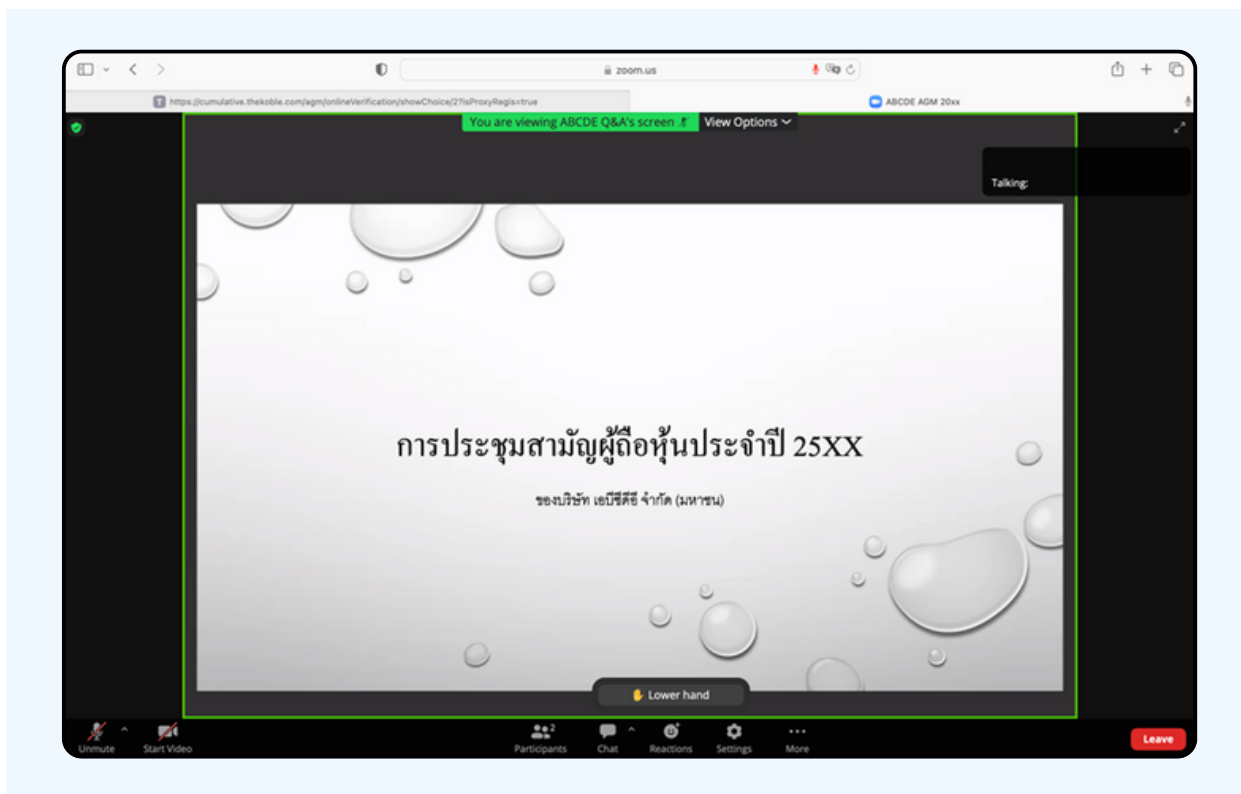 zoom.us
https://cumulative.thekoble.com/agm/onlineVerification/showChoice/2?isProxyRegis=true
ABCDE AGM 20xx
You are viewing ABCDE Q&A's screen
View Options
Talking:
การประชุมสามัญผู้ถือหุ้นประจำปี 25XX
ของบริษัท เอบีซีดีอี จำกัด (มหาชน)
Lower hand
Unmute
Start Video
2
Participants
Chat
Reactions
Settings
More
Leave